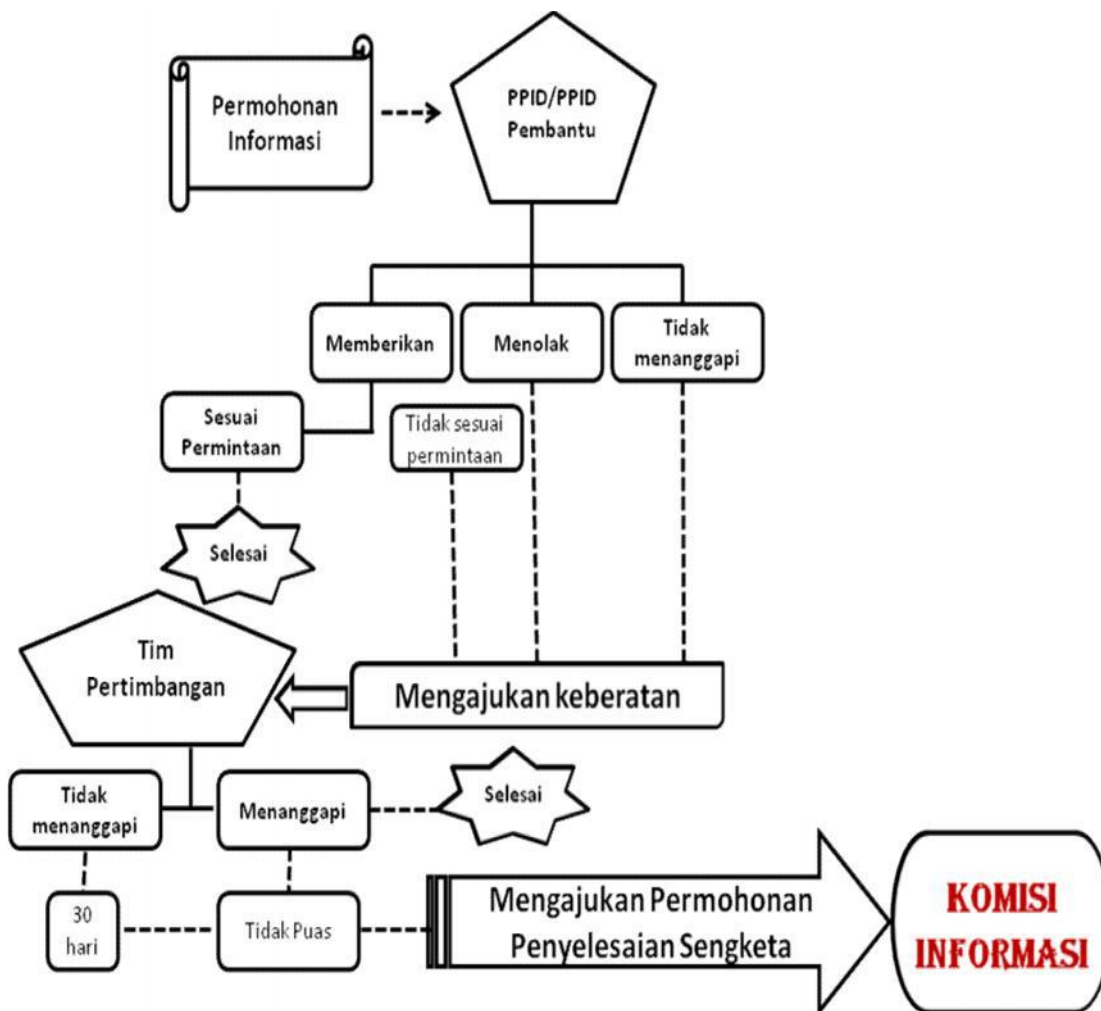 Permohonan
Informasi
PPID/PPID
Pembantu
Memberikan
Menolak
Tidak
menanggapi
Sesuai
Permintaan
Tidak sesuai
permintaan
Selesai
Tim
Pertimbangan
Mengajukan keberatan
Tidak
menanggapi
Menanggapi
Selesai
30
hari
Tidak Puas
Mengajukan Permohonan
Penyelesaian Sengketa
KOMISI
INFORMASI